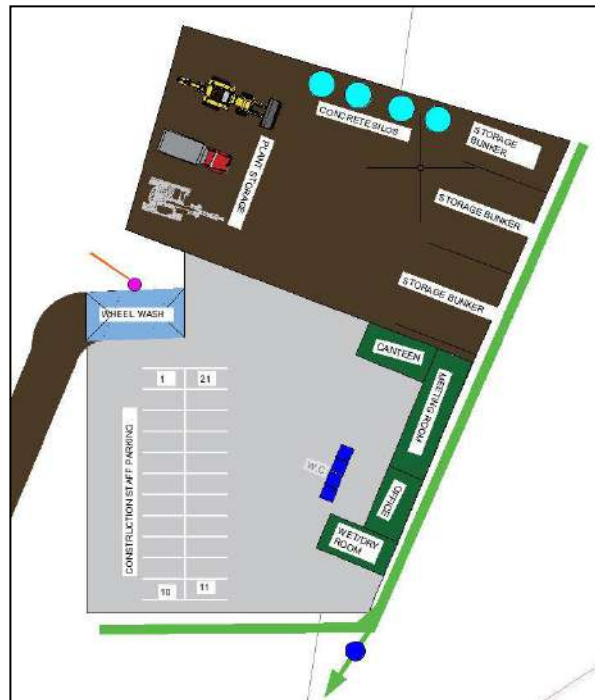 CONCRETE SILOS
STORAGE
BUNKER
PLANT STORAGE
STORAGE BUNKER
STORAGE BUNKER
WHEEL WASH
CANTEEN
MEETING ROOM
1
21
CONSTRUCTION STAFF PARKING
W.C
OFFICE
WET/DRY
ROOM
10
11